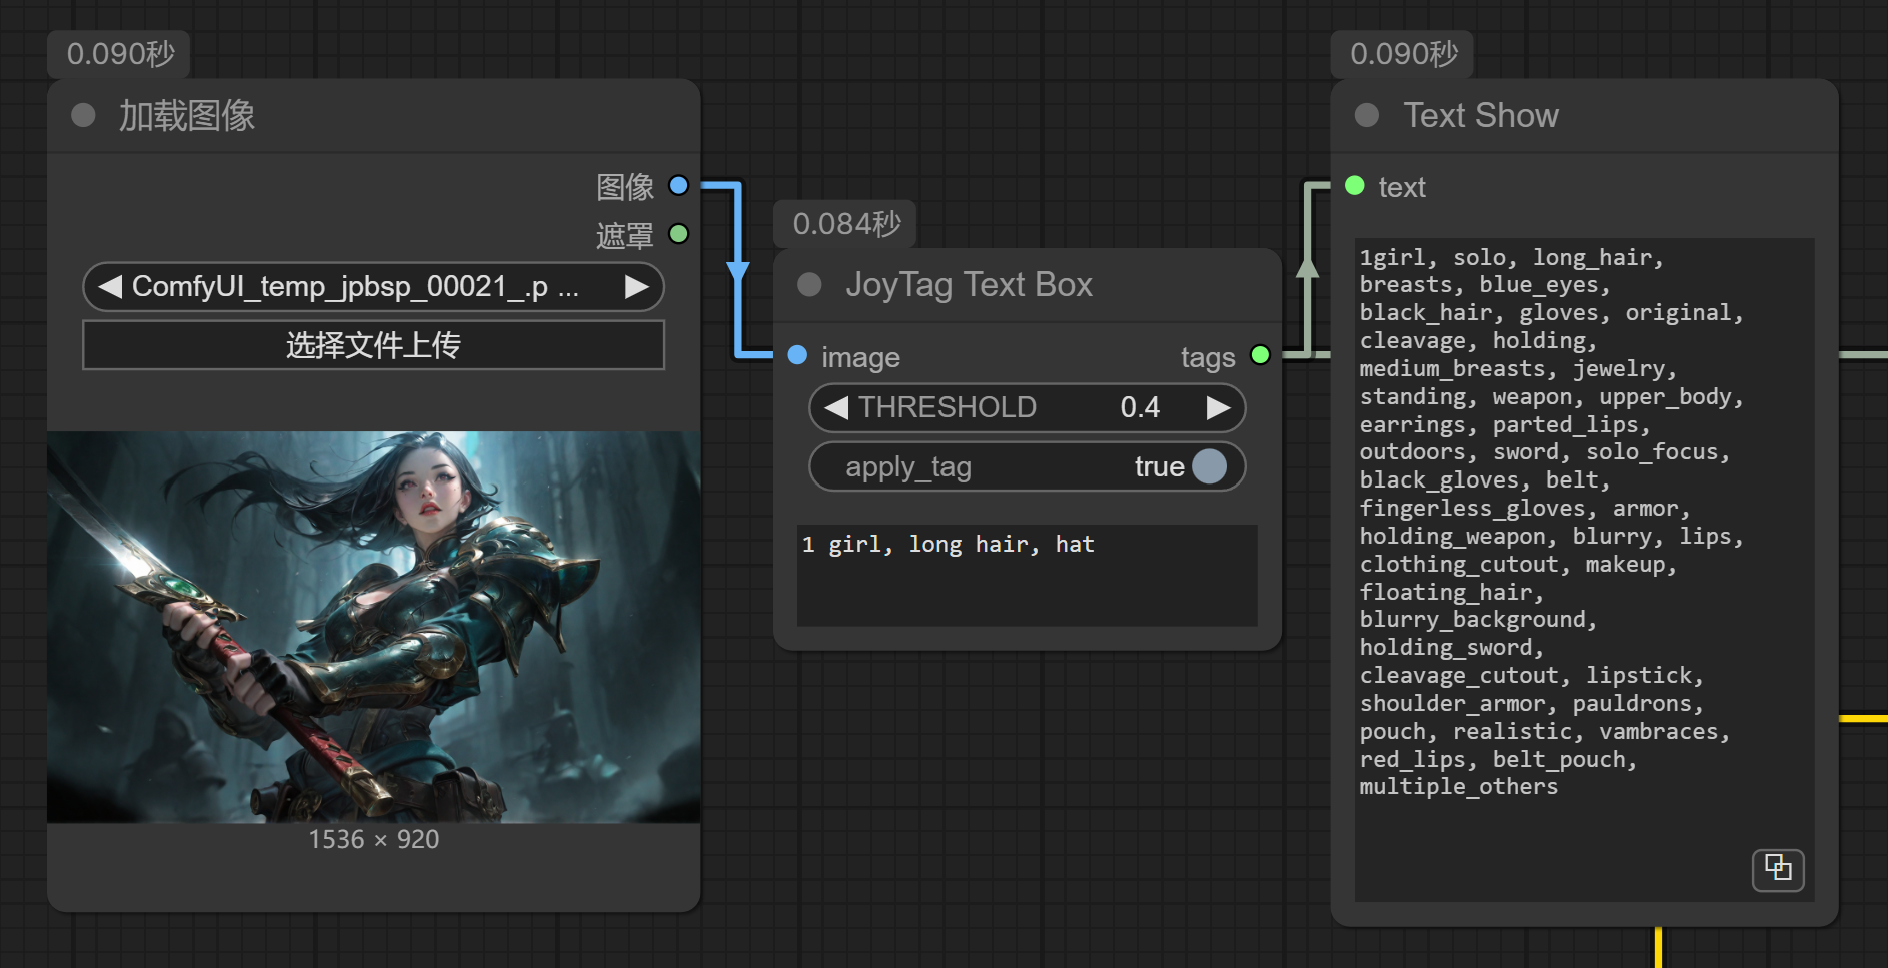 0.090秒
加载图像
图像
遮罩
ComfyUI_temp_jpbsp_00021_.p ...
选择文件上传
1536 × 920
0.084秒
JoyTag Text Box
image
tags
THRESHOLD 0.4
apply_tag true
1 girl, long hair, hat
0.090秒
Text Show
text
1girl, solo, long_hair,
breasts, blue_eyes,
black_hair, gloves, original,
cleavage, holding,
medium_breasts, jewelry,
standing, weapon, upper_body,
earrings, parted_lips,
outdoors, sword, solo_focus,
black_gloves, belt,
fingerless_gloves, armor,
holding_weapon, blurry, lips,
clothing_cutout, makeup,
floating_hair,
blurry_background,
holding_sword,
cleavage_cutout, lipstick,
shoulder_armor, pauldrons,
pouch, realistic, vambraces,
red_lips, belt_pouch,
multiple_others